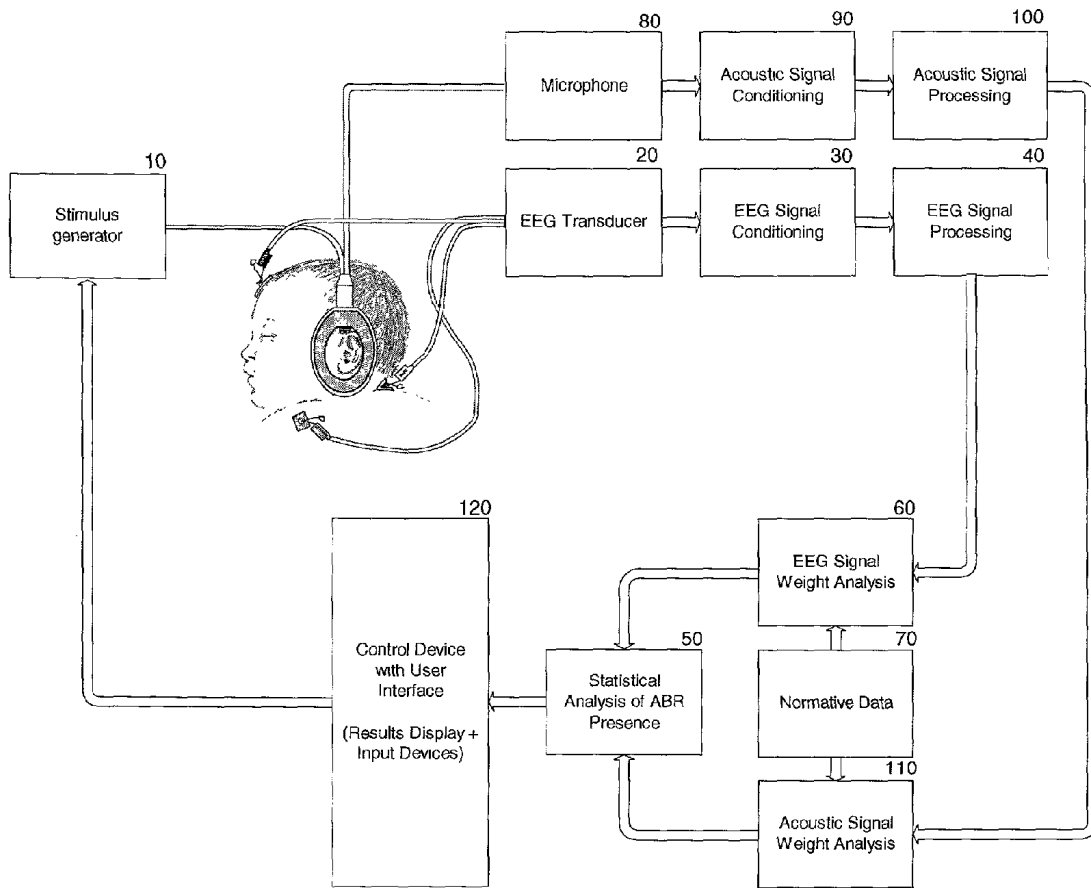 80
Microphone
90
Acoustic Signal
Conditioning
100
Acoustic Signal
Processing
10
Stimulus
generator
20
EEG Transducer
30
EEG Signal
Conditioning
40
EEG Signal
Processing
120
Control Device
with User
Interface
(Results Display +
Input Devices)
60
EEG Signal
Weight Analysis
50
Statistical
Analysis of ABR
Presence
70
Normative Data
110
Acoustic Signal
Weight Analysis